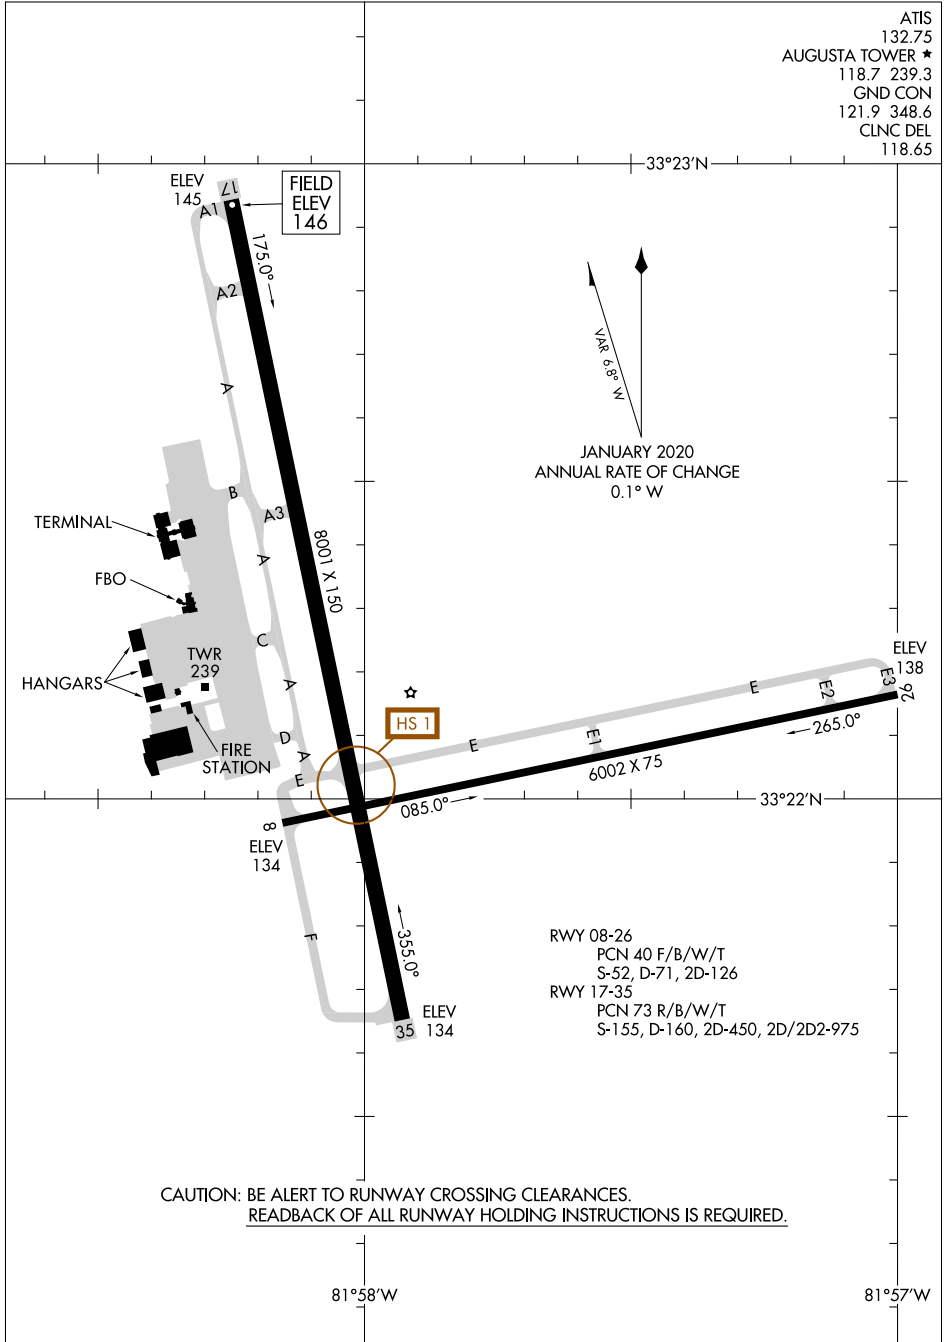 ATIS
132.75
AUGUSTA TOWER ★
118.7 239.3
GND CON
121.9 348.6
CLNC DEL
118.65
33°23'N
ELEV
145
17
FIELD
ELEV
146
A1
175.0°
A2
VAR 6.8° W
A
JANUARY 2020
ANNUAL RATE OF CHANGE
0.1° W
B
A3
TERMINAL
8001 X 150
A
FBO
C
ELEV
138
TWR
239
HANGARS
A
E
E2
E3
26
HS 1
265.0°
D
E1
FIRE
STATION
A
E
E
6002 X 75
33°22'N
085.0°
8
ELEV
134
F
355.0°
RWY 08-26
PCN 40 F/B/W/T
S-52, D-71, 2D-126
RWY 17-35
PCN 73 R/B/W/T
S-155, D-160, 2D-450, 2D/2D2-975
35
ELEV
134
CAUTION: BE ALERT TO RUNWAY CROSSING CLEARANCES.
READBACK OF ALL RUNWAY HOLDING INSTRUCTIONS IS REQUIRED.
81°58'W
81°57'W